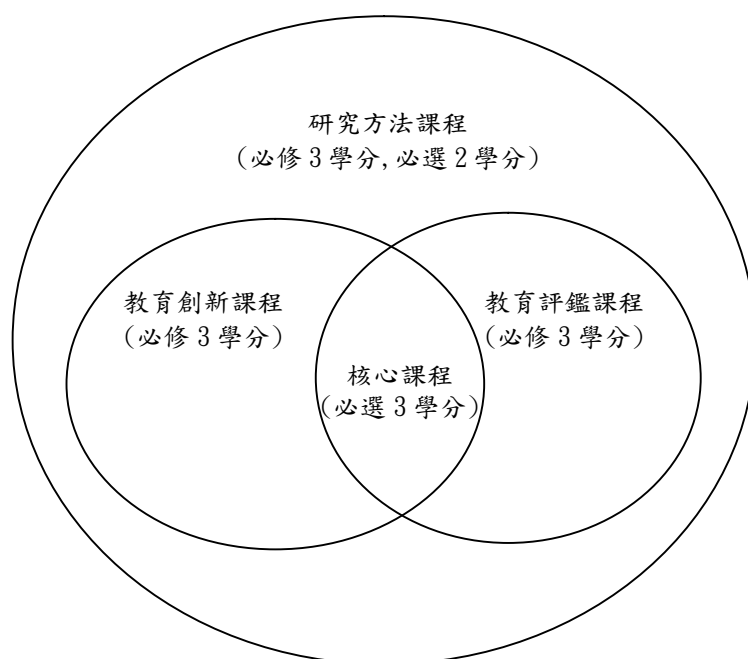 研究方法課程
(必修 3 學分, 必選 2 學分)
教育創新課程
(必修 3 學分)
教育評鑑課程
(必修 3 學分)
核心課程
(必選 3 學分)